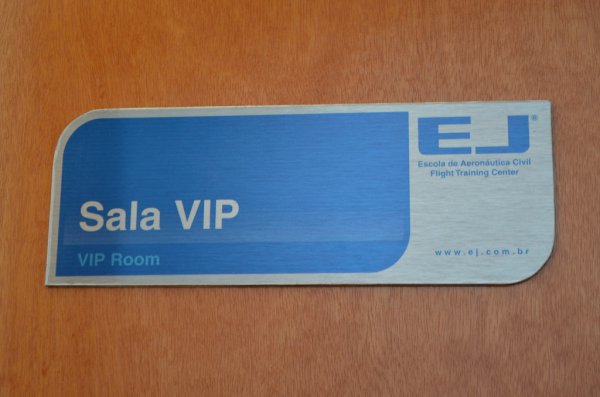 Sala VIP
VIP Room
EJ®
Escola de Aeronáutica Civil
Flight Training Center
www.ej.com.br